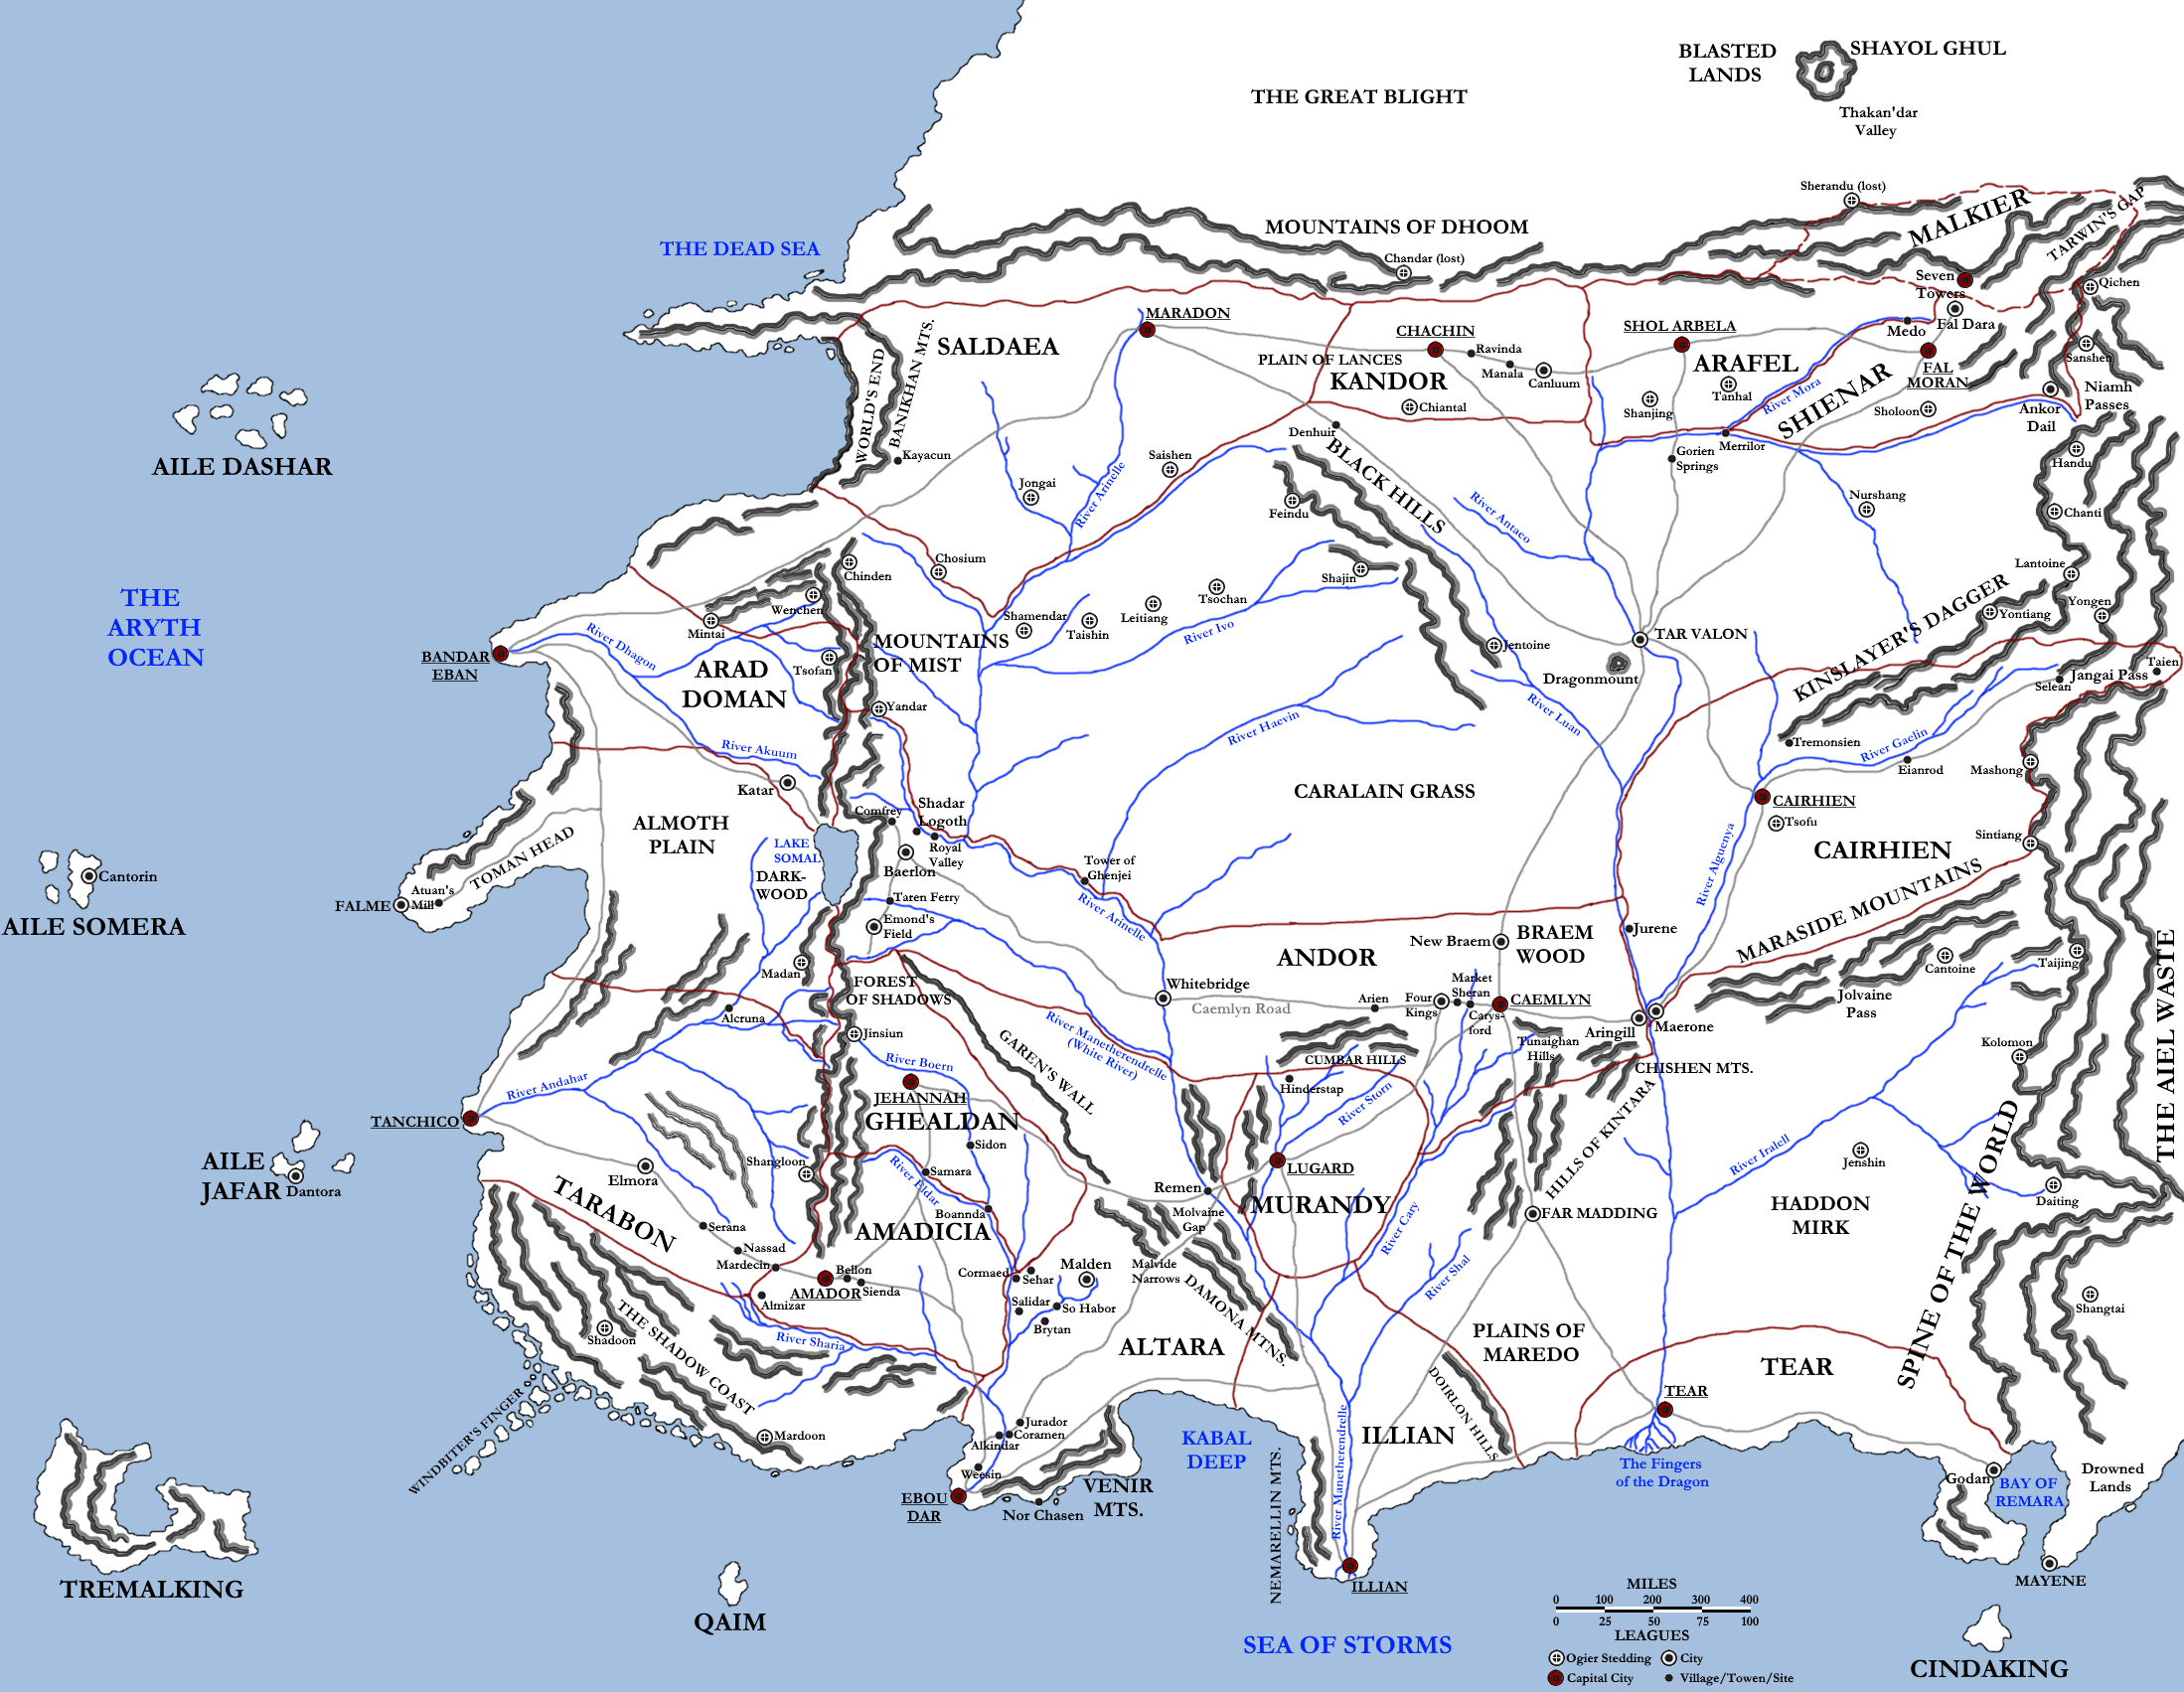 BLASTED
LANDS
SHAYOL GHUL
THE GREAT BLIGHT
Thakan'dar
Valley
Sherandu (lost)
MALKIER
TARWIN'S GAP
MOUNTAINS OF DHOOM
THE DEAD SEA
Chandar (lost)
Seven
Towers
Qichen
MARADON
CHACHIN
SHOL ARBELA
Medo
Fal Dara
SALDAEA
WORLD'S END
BANIKHAN MTS.
PLAIN OF LANCES
KANDOR
Ravinda
Manala
Canluum
ARAFEL
FAL
MORAN
Sanshen
Niamh
Passes
Chiantal
Shanjing
Tanhal
River Mora
SHIENAR
Sholoon
Ankor
Dail
AILE DASHAR
Kayacun
Denhuir
BLACK HILLS
Merrilor
Gorien
Springs
Handu
Saishen
Jongai
River Arinelle
Feindu
River Antaco
Nurshang
Chanti
Chosium
Chinden
Shajin
Lantoine
THE
ARYTH
OCEAN
Wenchen
Mintai
Shamendar
Taishin
Leitiang
Tsochan
River Ivo
KINSLAYER'S DAGGER
Yontiang
Yongen
BANDAR
EBAN
River Dhagon
MOUNTAINS
OF MIST
ARAD
DOMAN
Tsofan
Jentoine
TAR VALON
Dragonmount
Selean
Jangai Pass
Taien
Yandar
River Akuum
River Haevin
River Luan
Tremonsien
River Gaelin
Eianrod
Mashong
Katar
CARALAIN GRASS
CAIRHIEN
Tsofu
ALMOTH
PLAIN
Comfrey
Shadar
Logoth
Royal
Valley
Baerlon
LAKE
SOMAL
DARK-
WOOD
Sintiang
CAIRHIEN
TOMAN HEAD
Cantorin
AILE SOMERA
FALME
Atuan's
Mill
Taren Ferry
Emond's
Field
Tower of
Ghenjei
River Arinelle
River Alguenya
MARASIDE MOUNTAINS
Jurene
New Braem
BRAEM
WOOD
ANDOR
Madan
FOREST
OF SHADOWS
Whitebridge
Caemlyn Road
Arien
Four
Kings
Market
Sheran
Carys-
ford
CAEMLYN
Aringill
Maerone
Cantoine
Taijing
Jolvaine
Pass
THE AIEL WASTE
Alcruna
Jinsiun
GAREN'S WALL
River Manetherendrelle
(White River)
CUMBAR HILLS
Tunaighan
Hills
CHISHEN MTS.
Kolomon
River Andahar
River Boern
JEHANNAH
GHEALDAN
Hinderstap
River Storn
HILLS OF KINTARA
TANCHICO
Sidon
AILE
JAFAR
Dantora
Elmora
Shangloon
Samara
River Eldar
LUGARD
River Iralell
Jenshin
TARABON
Boannda
AMADICIA
Remen
MURANDY
Molvaine
Gap
FAR MADDING
HADDON
MIRK
Daiting
SPINE OF THE WORLD
Serana
Nassad
Mardecin
Bellon
AMADOR
Sienda
Almizar
Cormaed
Sehar
Malden
Malvide
Narrows
River Cary
River Shal
Salidar
So Habor
Brytan
DAMONA MTNS.
Shangtai
Shadoon
THE SHADOW COAST
River Sharia
ALTARA
PLAINS OF
MAREDO
TEAR
WINDBITER'S FINGER
DOIRLON HILLS
TEAR
Mardoon
Jurador
Coramen
Alkindar
Weesin
KABAL
DEEP
ILLIAN
River Manetherendrelle
NEMARELLIN MTS.
The Fingers
of the Dragon
Godan
BAY OF
REMARA
Drowned
Lands
EBOU
DAR
VENIR
MTS.
Nor Chasen
TREMALKING
QAIM
ILLIAN
MAYENE
MILES
0 100 200 300 400
0 25 50 75 100
LEAGUES
SEA OF STORMS
Ogier Stedding
City
Capital City
Village/Towen/Site
CINDAKING